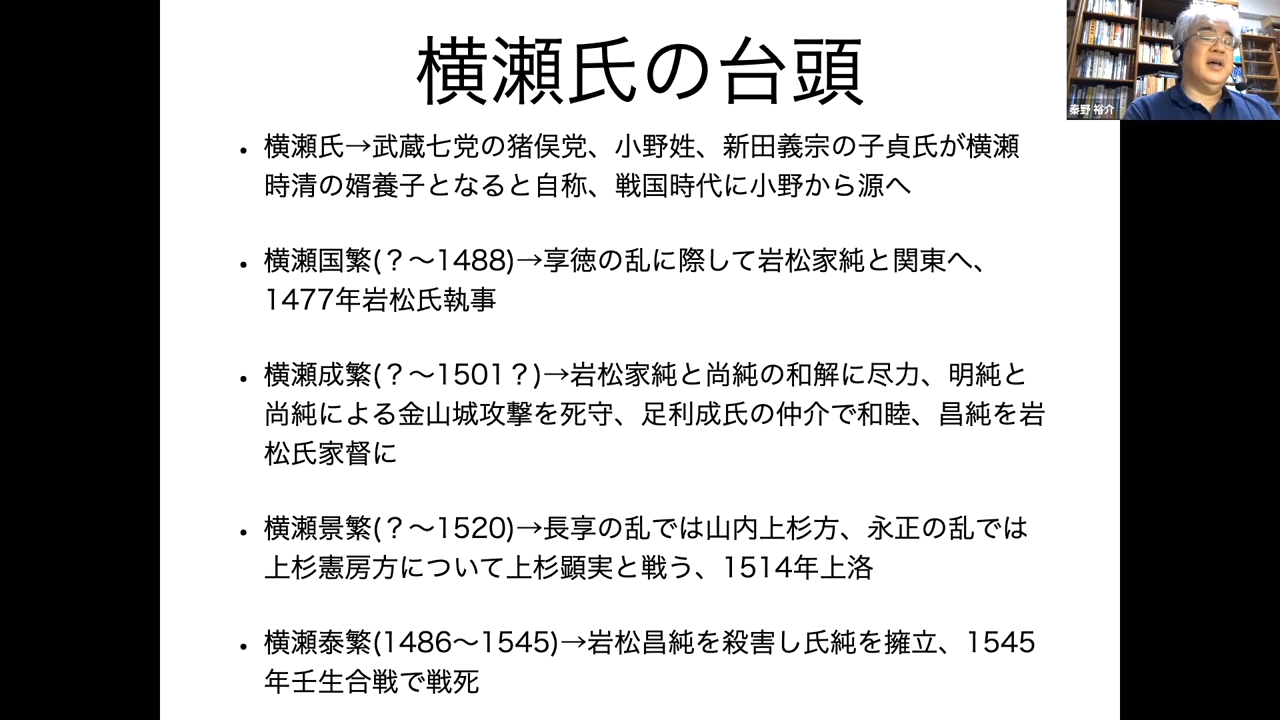 横瀬氏の台頭
秦野 裕介
• 横瀬氏→武蔵七党の猪俣党、小野姓、新田義宗の子貞氏が横瀬
時清の婿養子となると自称、戦国時代に小野から源へ
• 横瀬国繁(？〜1488)→享徳の乱に際して岩松家純と関東へ、
1477年岩松氏執事
• 横瀬成繁(？〜1501？)→岩松家純と尚純の和解に尽力、明純と
尚純による金山城攻撃を死守、足利成氏の仲介で和睦、昌純を岩
松氏家督に
• 横瀬景繁(？〜1520)→長享の乱では山内上杉方、永正の乱では
上杉憲房方について上杉顕実と戦う、1514年上洛
• 横瀬泰繁(1486〜1545)→岩松昌純を殺害し氏純を擁立、1545
年壬生合戦で戦死